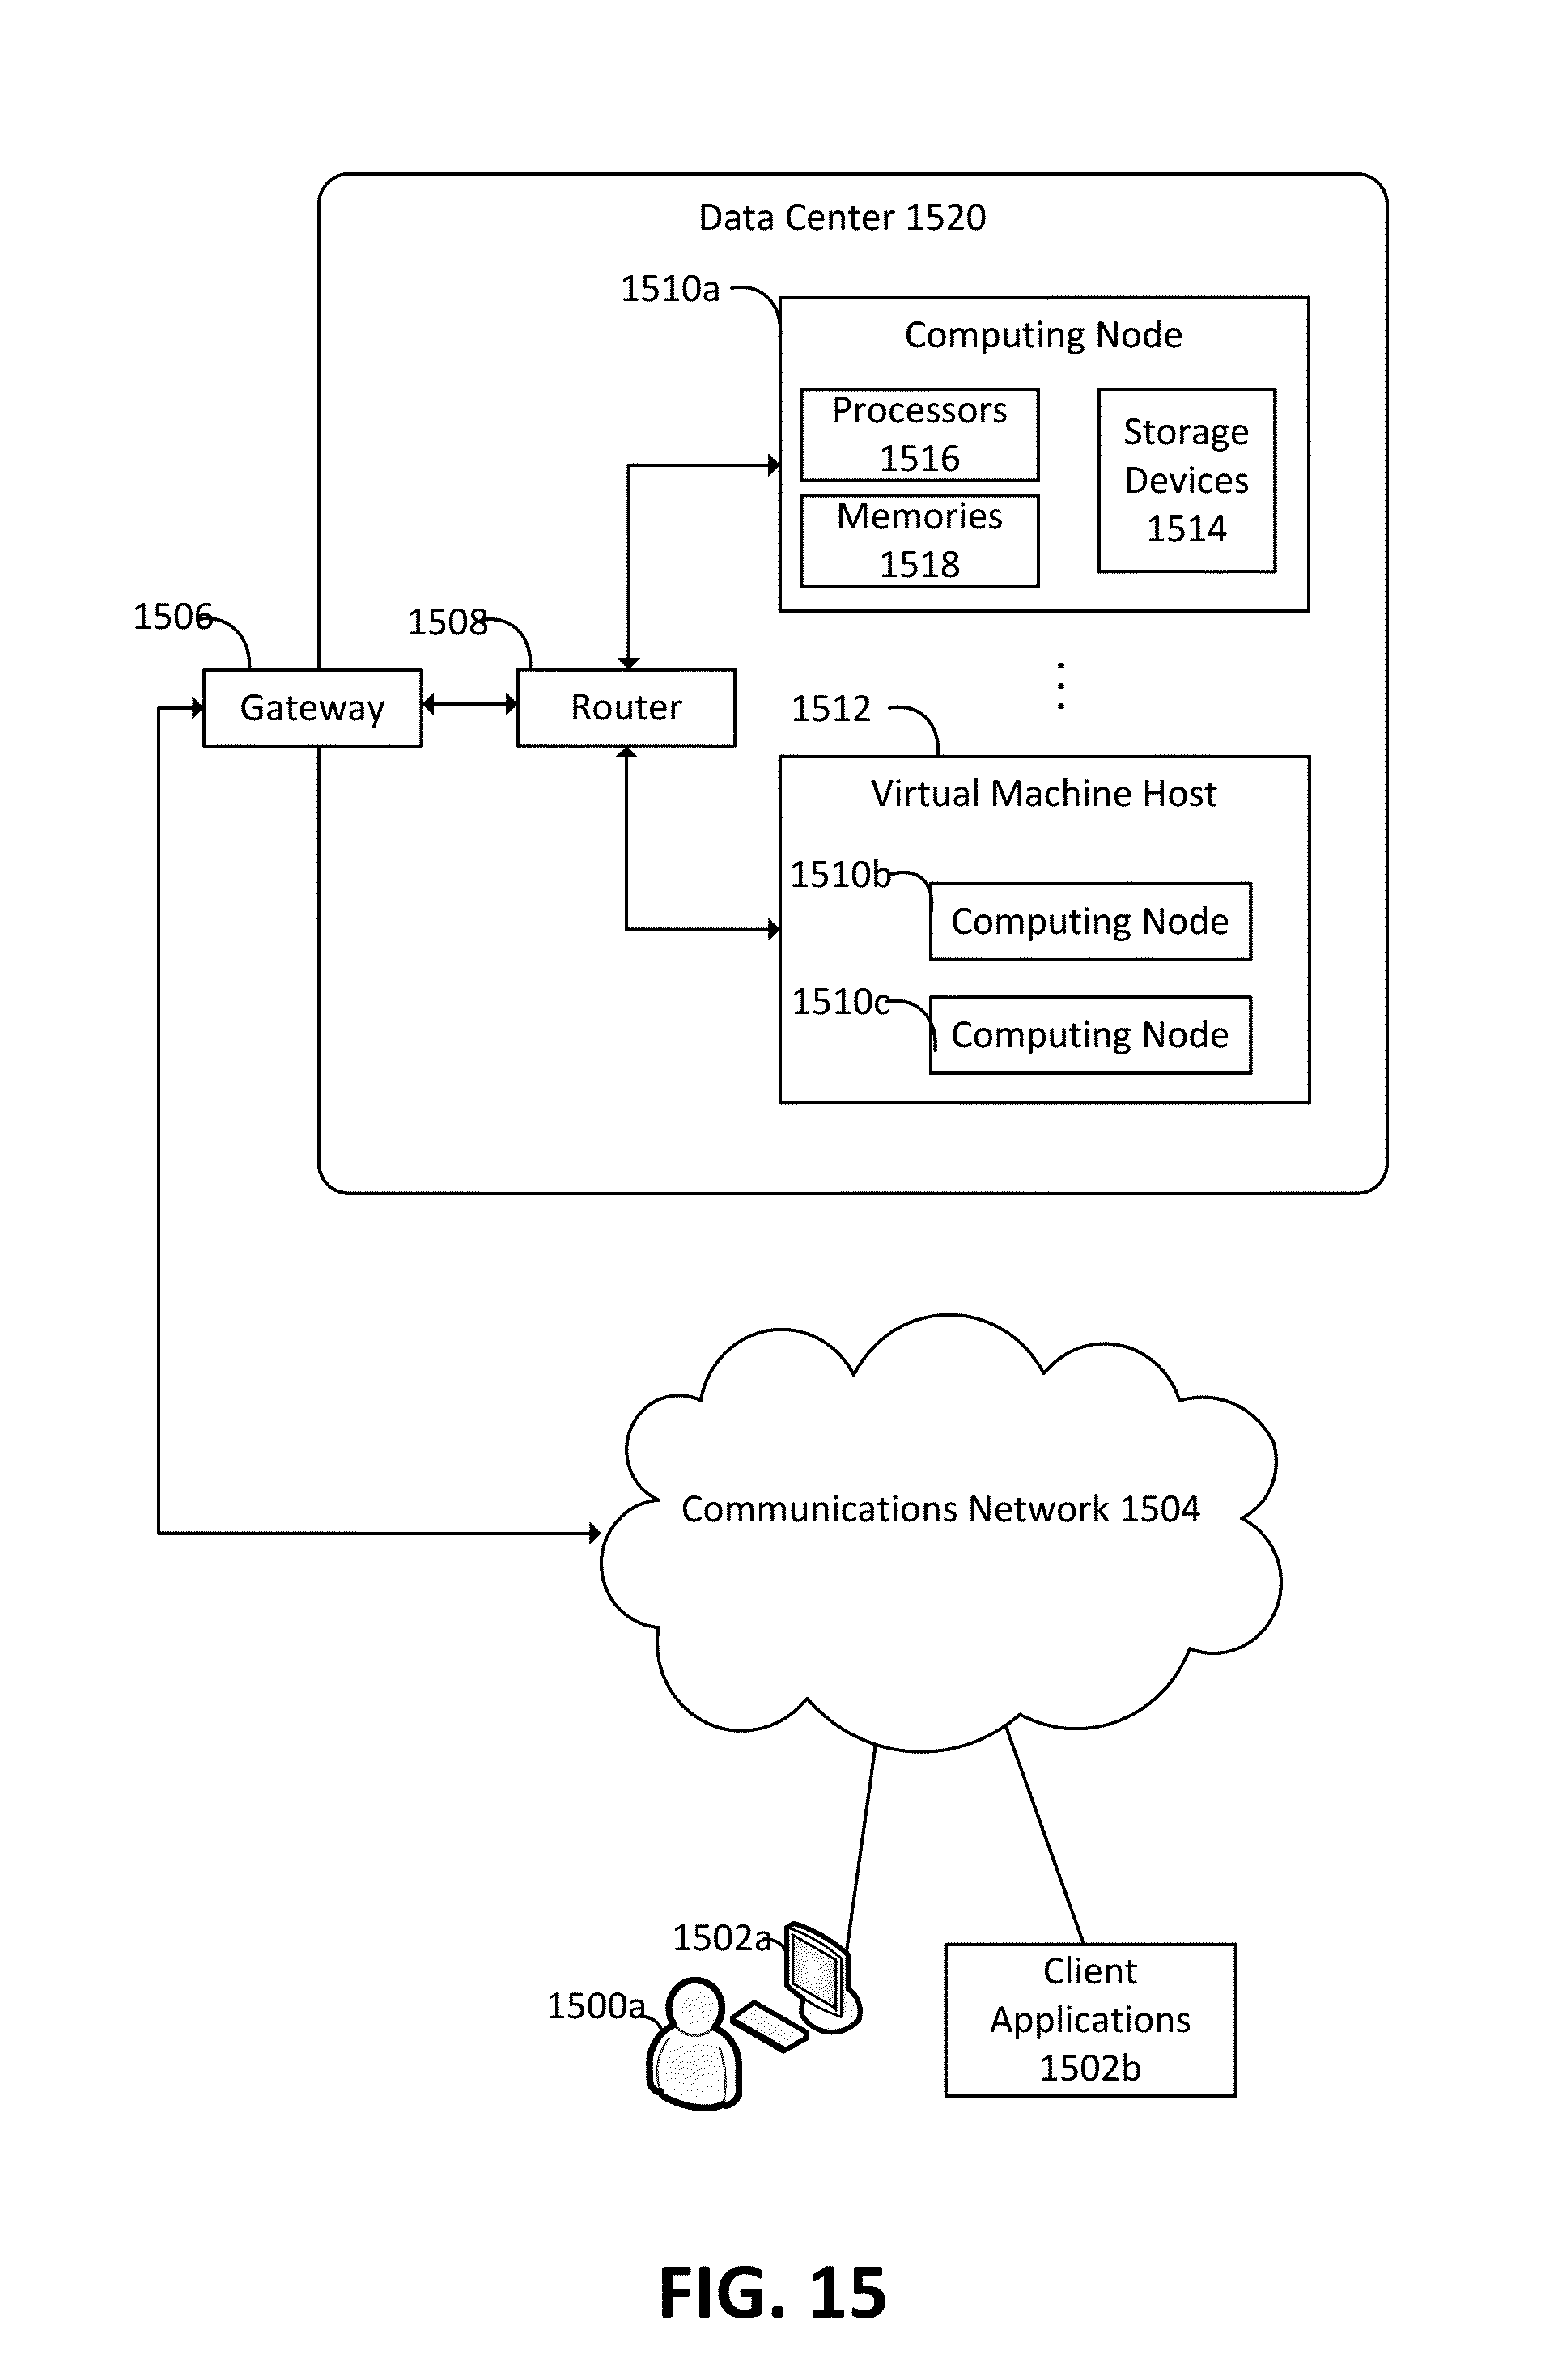 Data Center 1520
1510a
Computing Node
Processors
1516
Memories
1518
Storage
Devices
1514
1506
Gateway
1508
Router
1512
Virtual Machine Host
1510b
Computing Node
1510c
Computing Node
Communications Network 1504
1502a
1500a
Client
Applications
1502b
FIG. 15